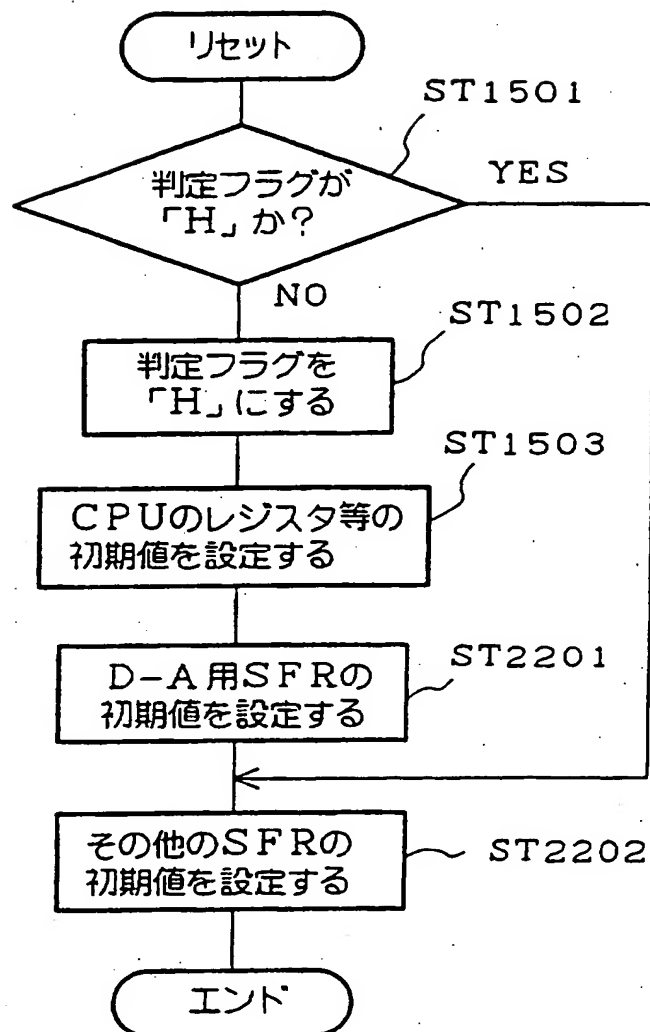 リセット
ST1501
判定フラグが
「H」か?
YES
NO
ST1502
判定フラグを
「H」にする
ST1503
CPUのレジスタ等の
初期値を設定する
ST2201
D-A用SFRの
初期値を設定する
その他のSFRの
初期値を設定する
ST2202
エンド